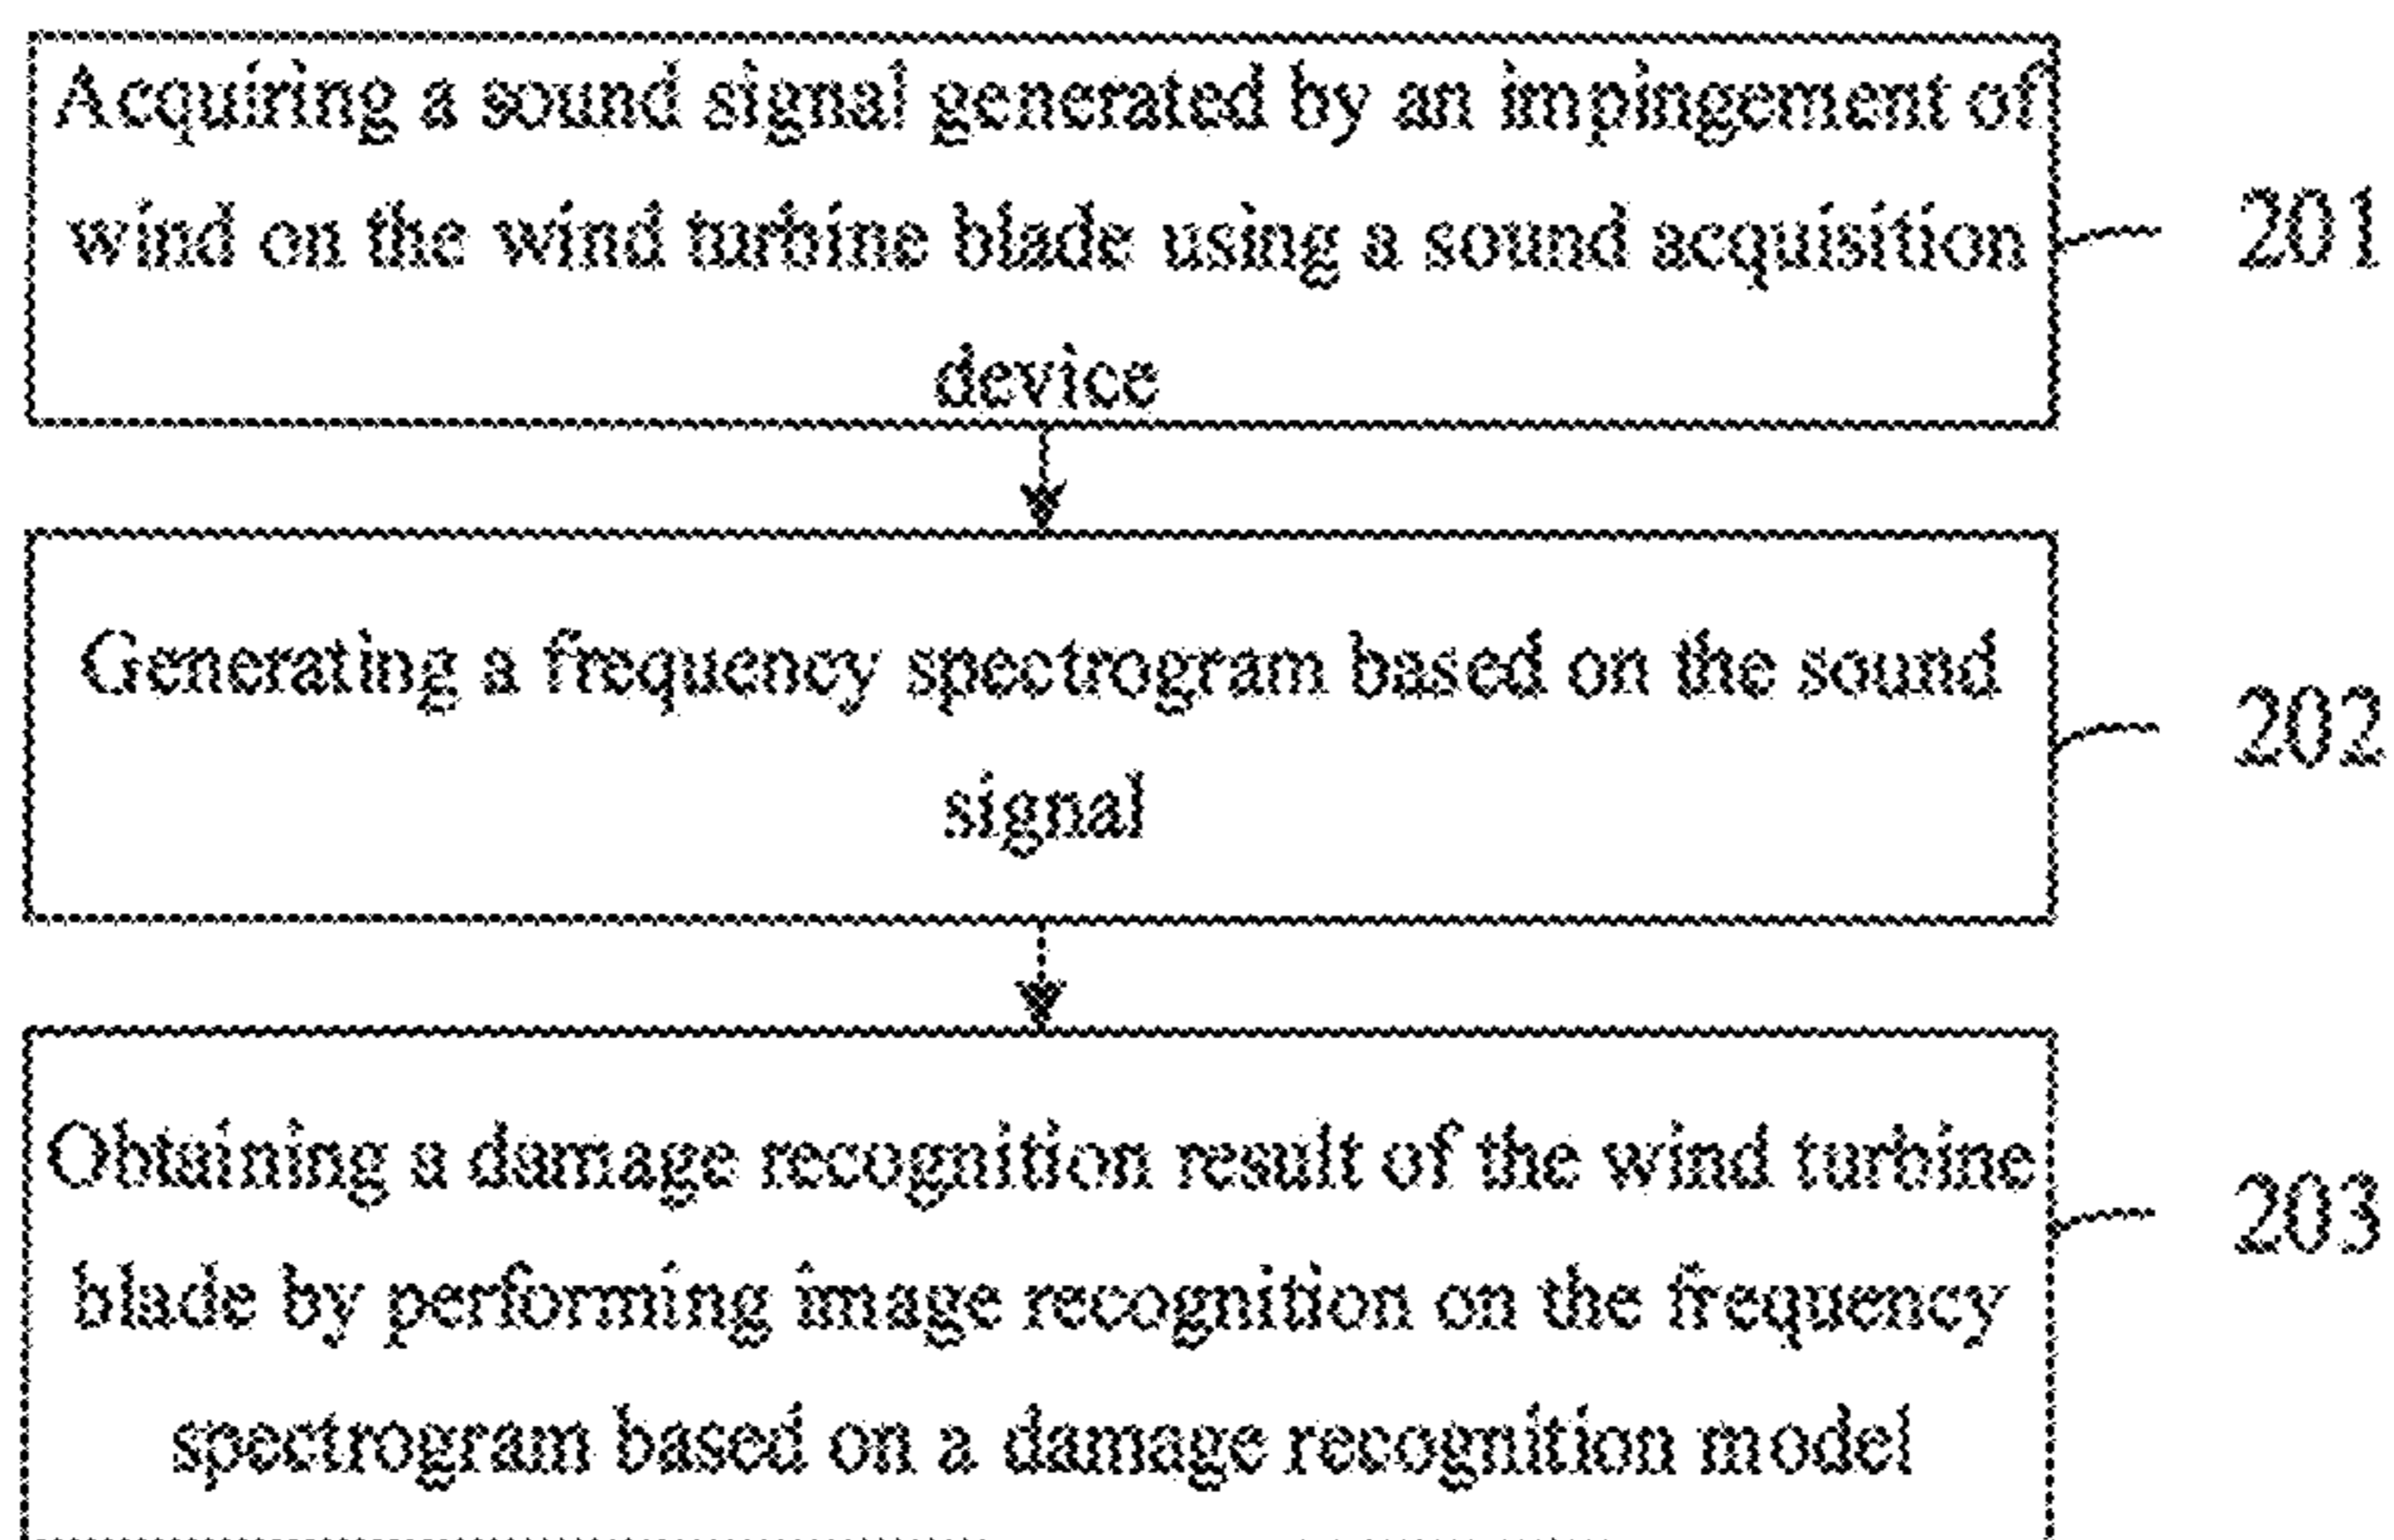 Acquiring a sound signal generated by an impingement of
wind on the wind turbine blade using a sound acquisition
device
201
Generating a frequency spectrogram based on the sound
signal
202
Obtaining a damage recognition result of the wind turbine
blade by performing image recognition on the frequency
spectrogram based on a damage recognition model
203